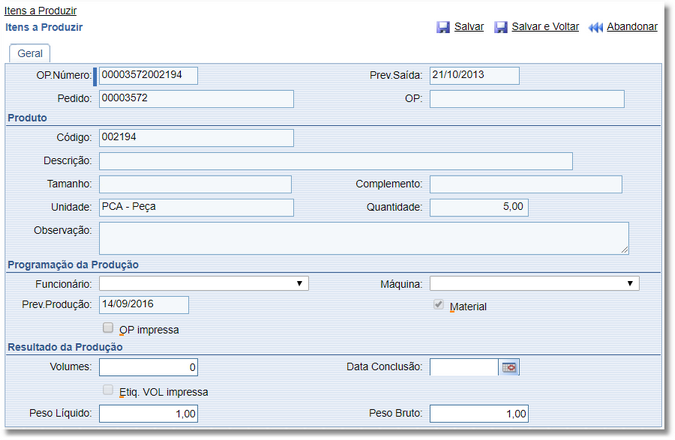 Itens a Produzir
Itens a Produzir Salvar Salvar e Voltar Abandonar
Geral
OP.Número: 00003572002194 Prev.Saída: 21/10/2013
Pedido: 00003572 OP:
Produto
Código: 002194
Descrição:
Tamanho: Complemento:
Unidade: PCA - Peça Quantidade: 5,00
Observação:
Programação da Produção
Funcionário: Máquina:
Prev.Produção: 14/09/2016 Material
OP impressa
Resultado da Produção
Volumes: 0 Data Conclusão:
Etiq. VOL impressa
Peso Líquido: 1,00 Peso Bruto: 1,00